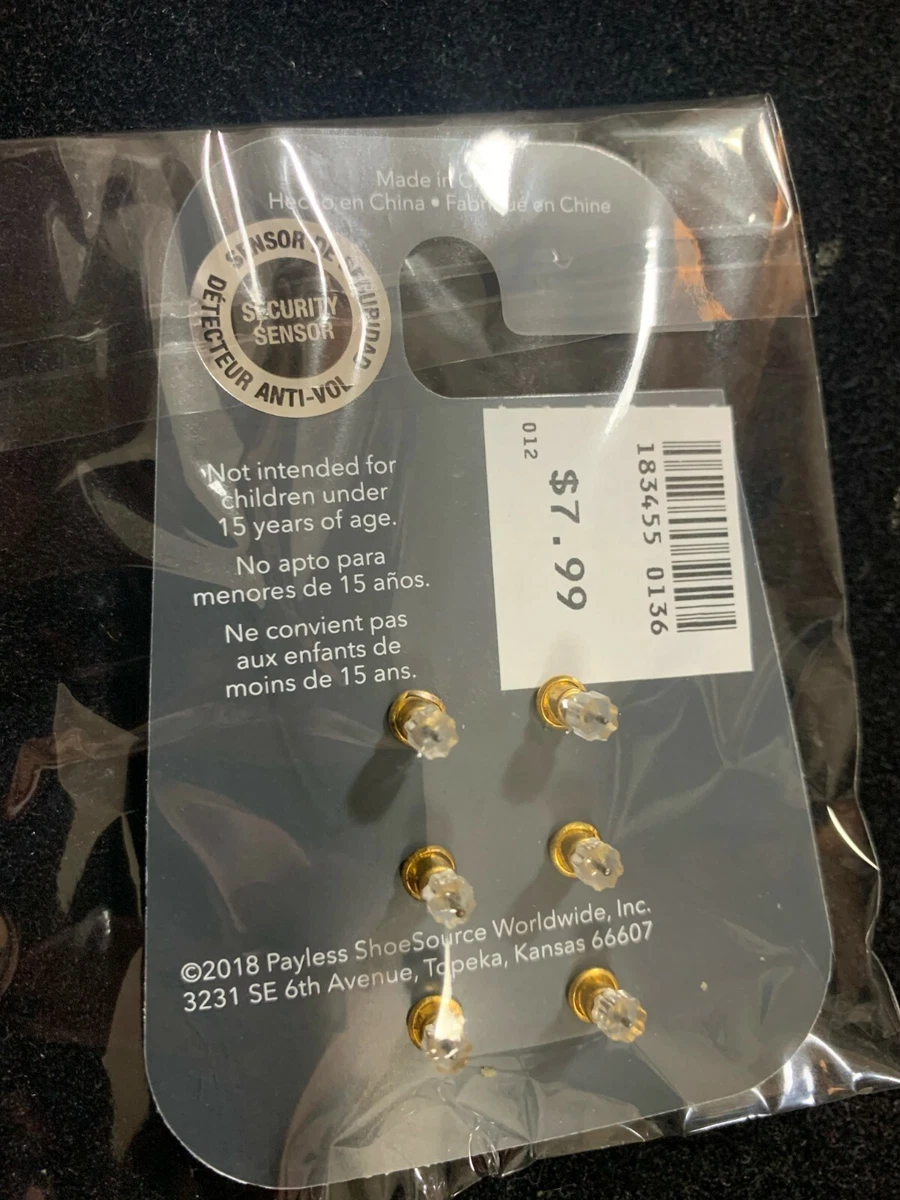 Made in
en China • en Chine
SENSOR DE SEGURIDAD
SECURITY
SENSOR
DÉTECTEUR ANTI-VOL
Not intended for
children under
15 years of age.
No apto para
menores de 15 años.
Ne convient pas
aux enfants de
moins de 15 ans.
012
$7.99
183455 0136
©2018 Payless ShoeSource Worldwide, Inc.
3231 SE 6th Avenue, Topeka, Kansas 66607